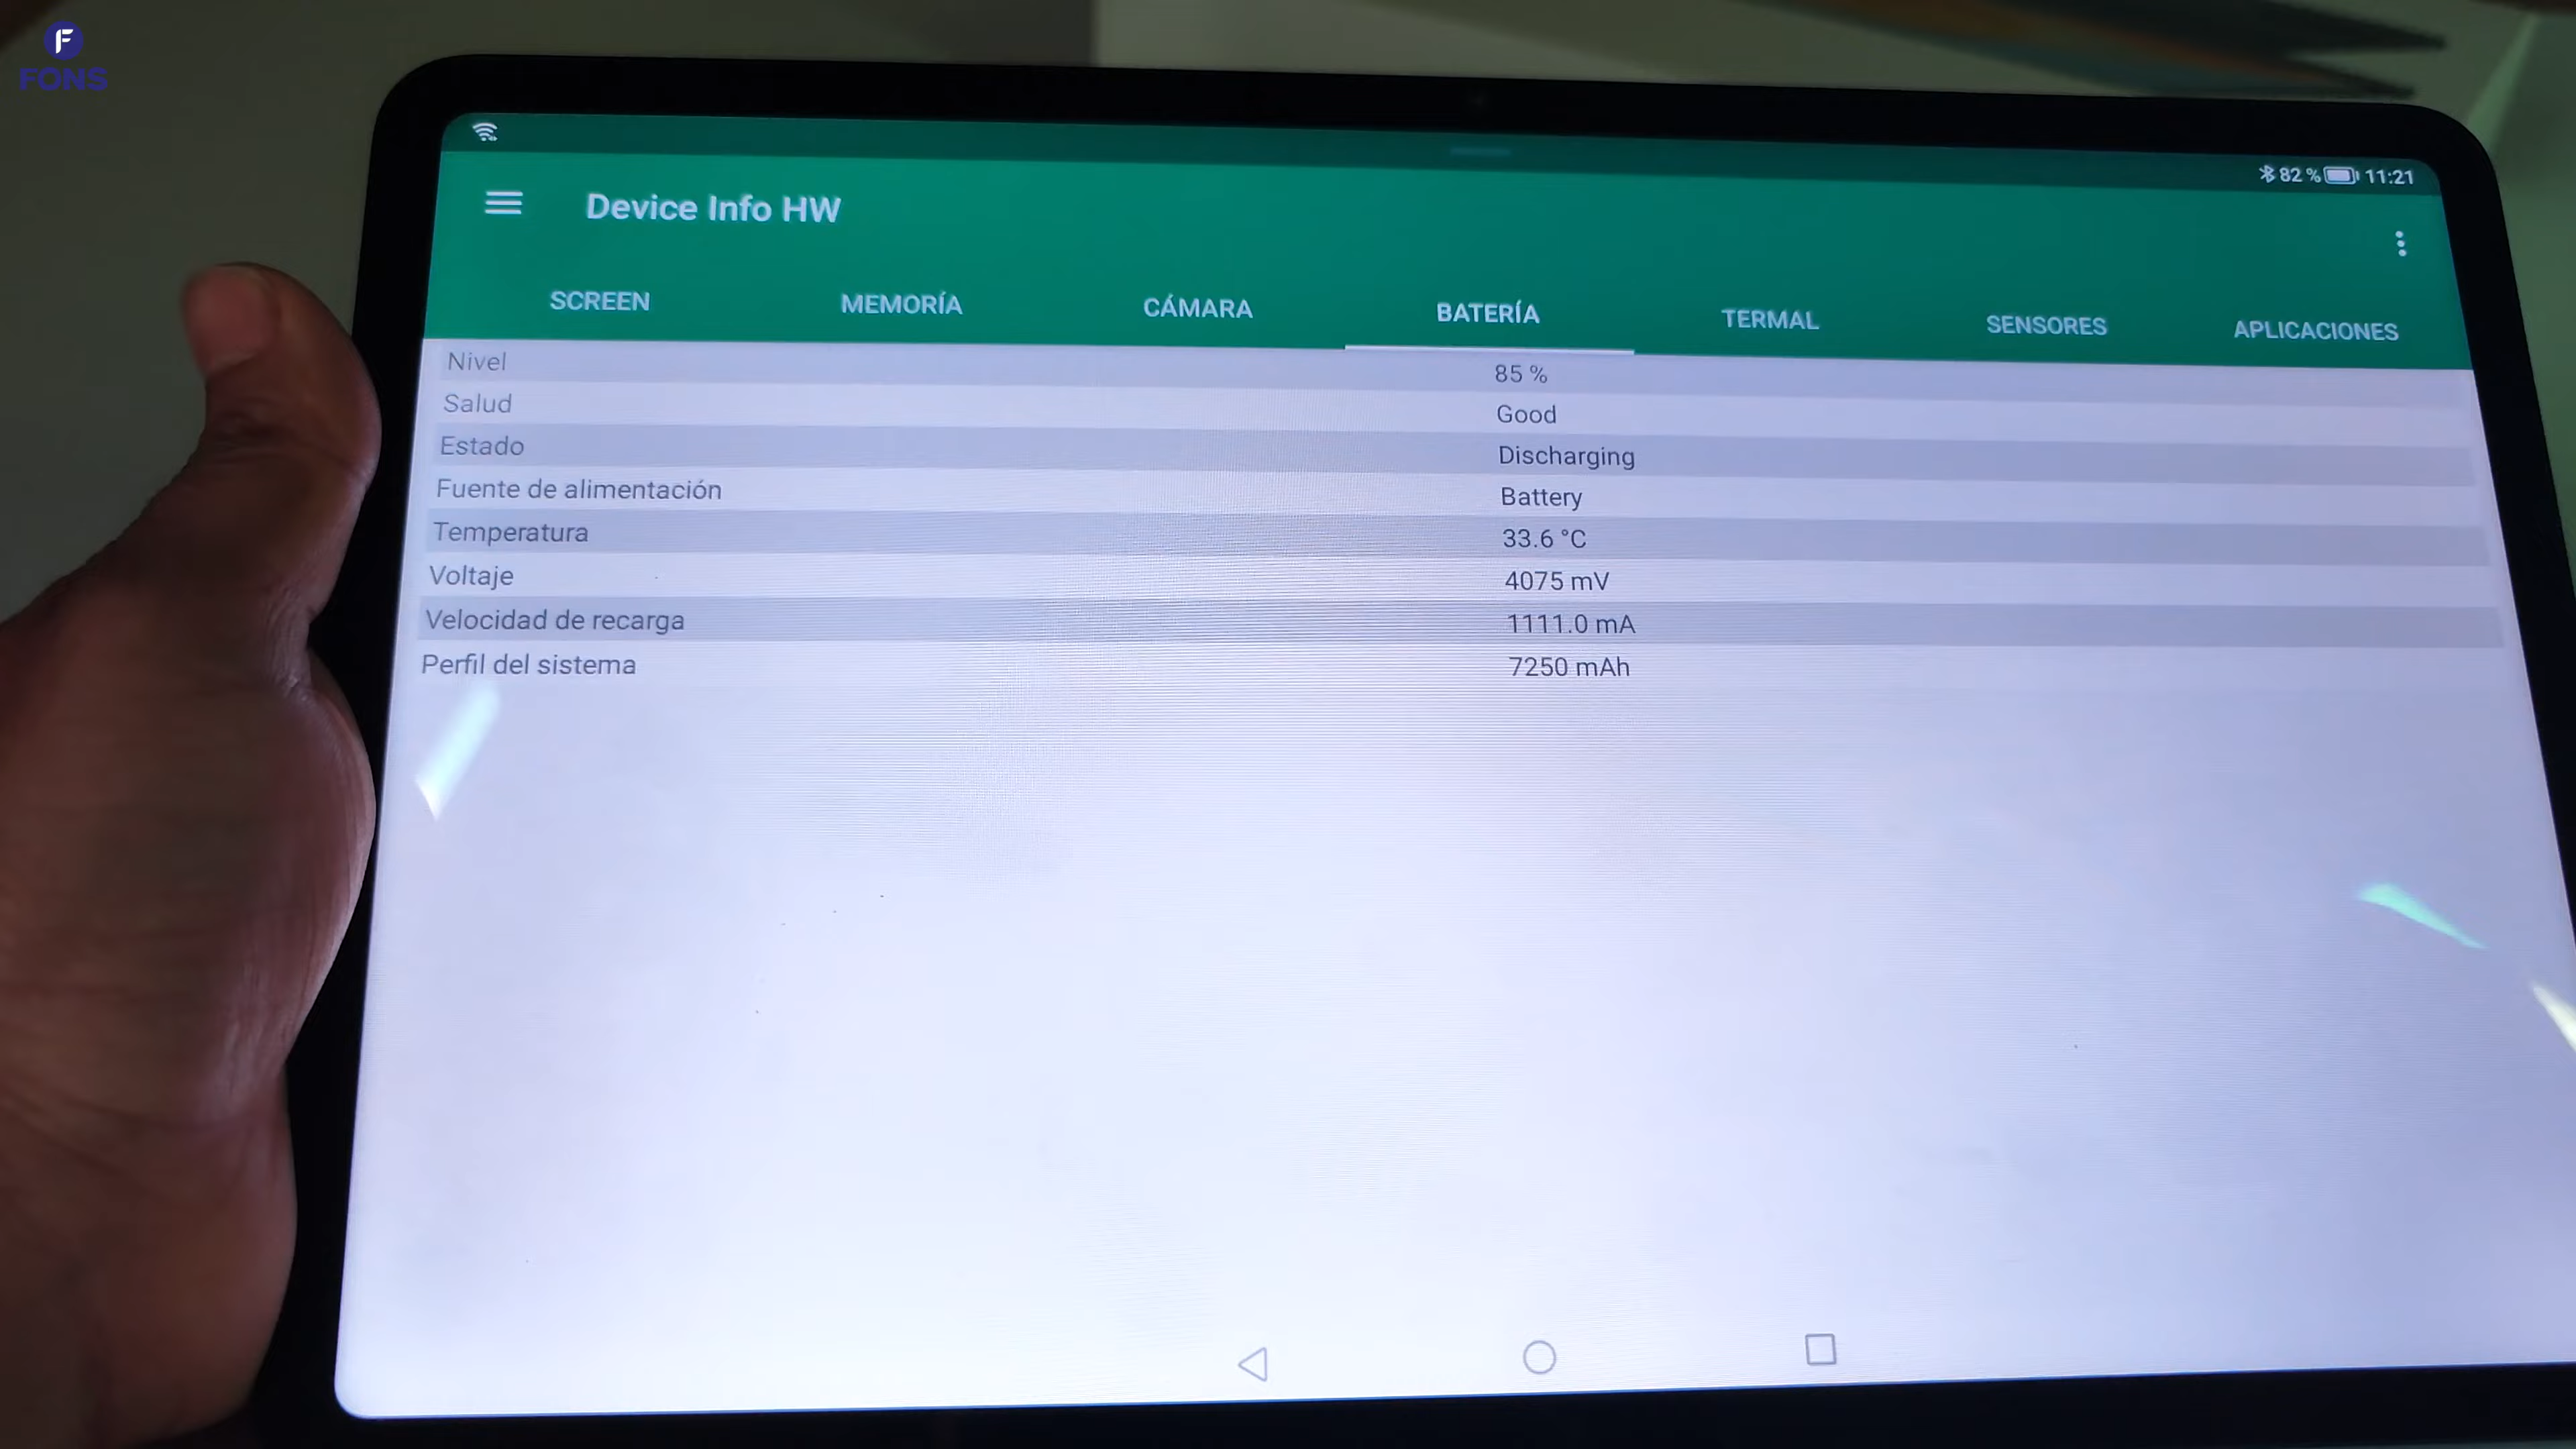 F
FONS
82 % 11:21
Device Info HW
SCREEN MEMORÍA CÁMARA BATERÍA TERMAL SENSORES APLICACIONES
Nivel 85 %
Salud Good
Estado Discharging
Fuente de alimentación Battery
Temperatura 33.6 °C
Voltaje 4075 mV
Velocidad de recarga 1111.0 mA
Perfil del sistema 7250 mAh